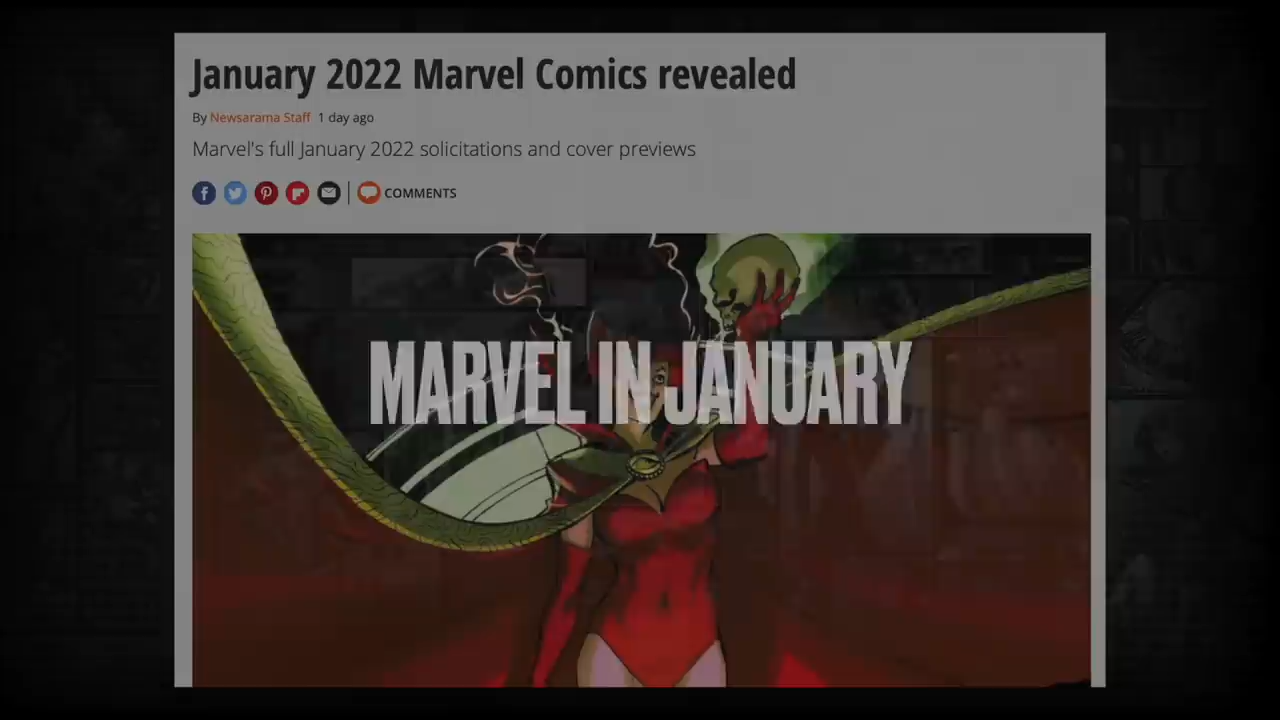 January 2022 Marvel Comics revealed
By Newsarama Staff 1 day ago
Marvel's full January 2022 solicitations and cover previews
COMMENTS
MARVEL IN JANUARY